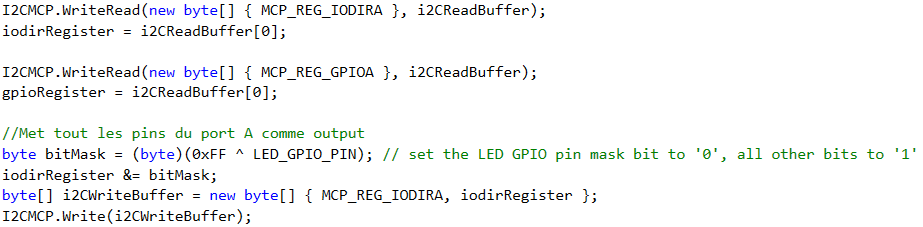 I2CMCP.WriteRead(new byte[] { MCP_REG_IODIRA }, i2CReadBuffer);
iodirRegister = i2CReadBuffer[0];
I2CMCP.WriteRead(new byte[] { MCP_REG_GPIOA }, i2CReadBuffer);
gpioRegister = i2CReadBuffer[0];
//Met tout les pins du port A comme output
byte bitMask = (byte)(0xFF ^ LED_GPIO_PIN); // set the LED GPIO pin mask bit to '0', all other bits to '1'
iodirRegister &= bitMask;
byte[] i2CWriteBuffer = new byte[] { MCP_REG_IODIRA, iodirRegister };
I2CMCP.Write(i2CWriteBuffer);